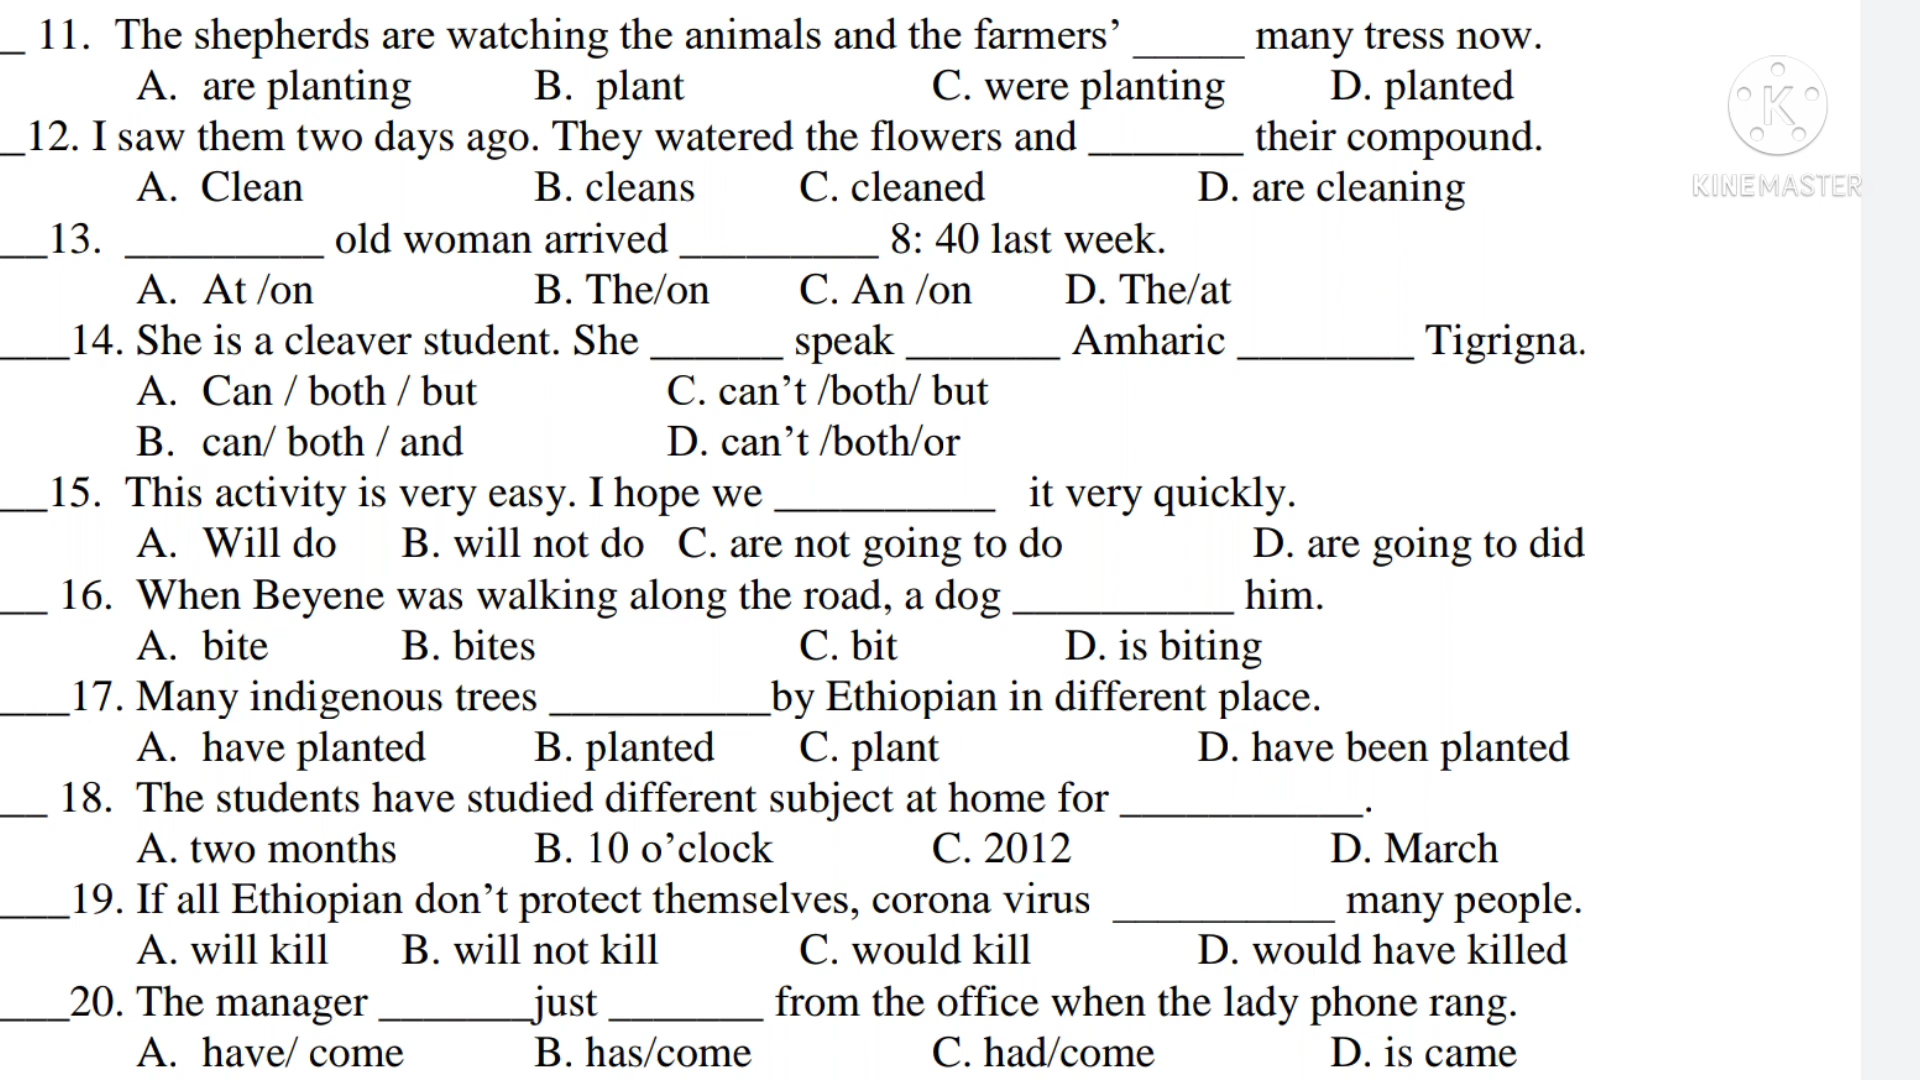 _ 11. The shepherds are watching the animals and the farmers’ _____ many tress now.
A. are planting B. plant C. were planting D. planted
_12. I saw them two days ago. They watered the flowers and _______ their compound.
A. Clean B. cleans C. cleaned D. are cleaning
__13. _________ old woman arrived _________ 8: 40 last week.
A. At /on B. The/on C. An /on D. The/at
___14. She is a cleaver student. She ______ speak _______ Amharic ________ Tigrigna.
A. Can / both / but C. can’t /both/ but
B. can/ both / and D. can’t /both/or
__15. This activity is very easy. I hope we __________ it very quickly.
A. Will do B. will not do C. are not going to do D. are going to did
__ 16. When Beyene was walking along the road, a dog __________ him.
A. bite B. bites C. bit D. is biting
___17. Many indigenous trees __________by Ethiopian in different place.
A. have planted B. planted C. plant D. have been planted
__ 18. The students have studied different subject at home for ___________.
A. two months B. 10 o’clock C. 2012 D. March
___19. If all Ethiopian don’t protect themselves, corona virus __________ many people.
A. will kill B. will not kill C. would kill D. would have killed
___20. The manager _______just _______ from the office when the lady phone rang.
A. have/ come B. has/come C. had/come D. is came
K
KINEMASTER